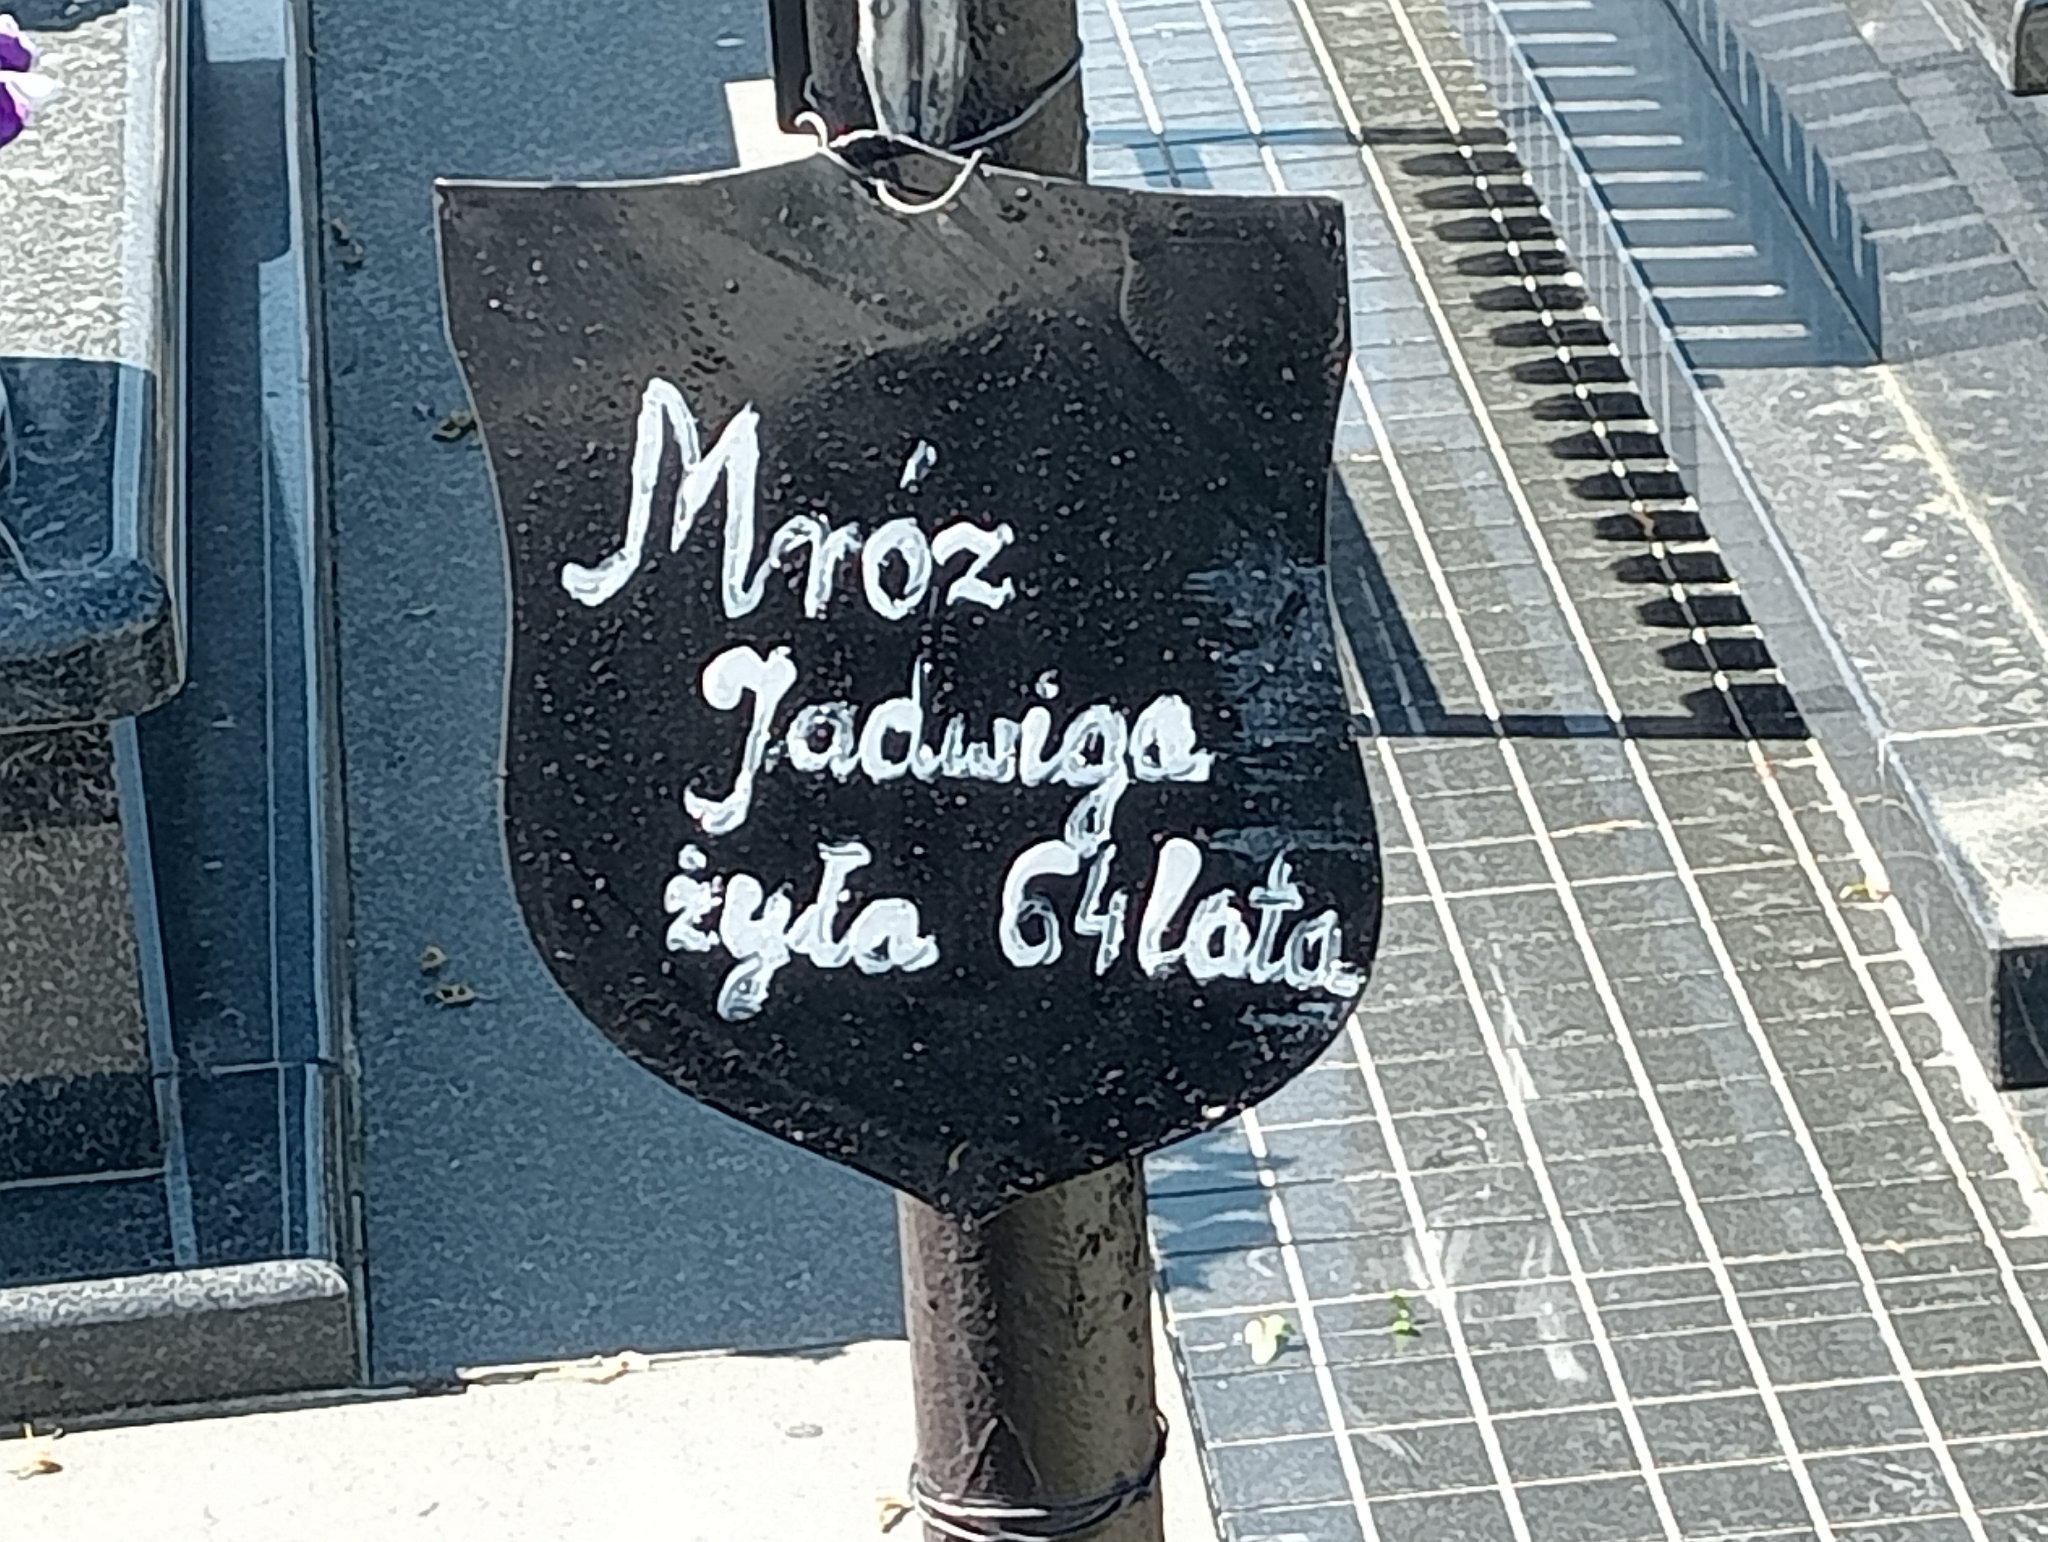 Mróz
Jadwiga
żyła 64 lata